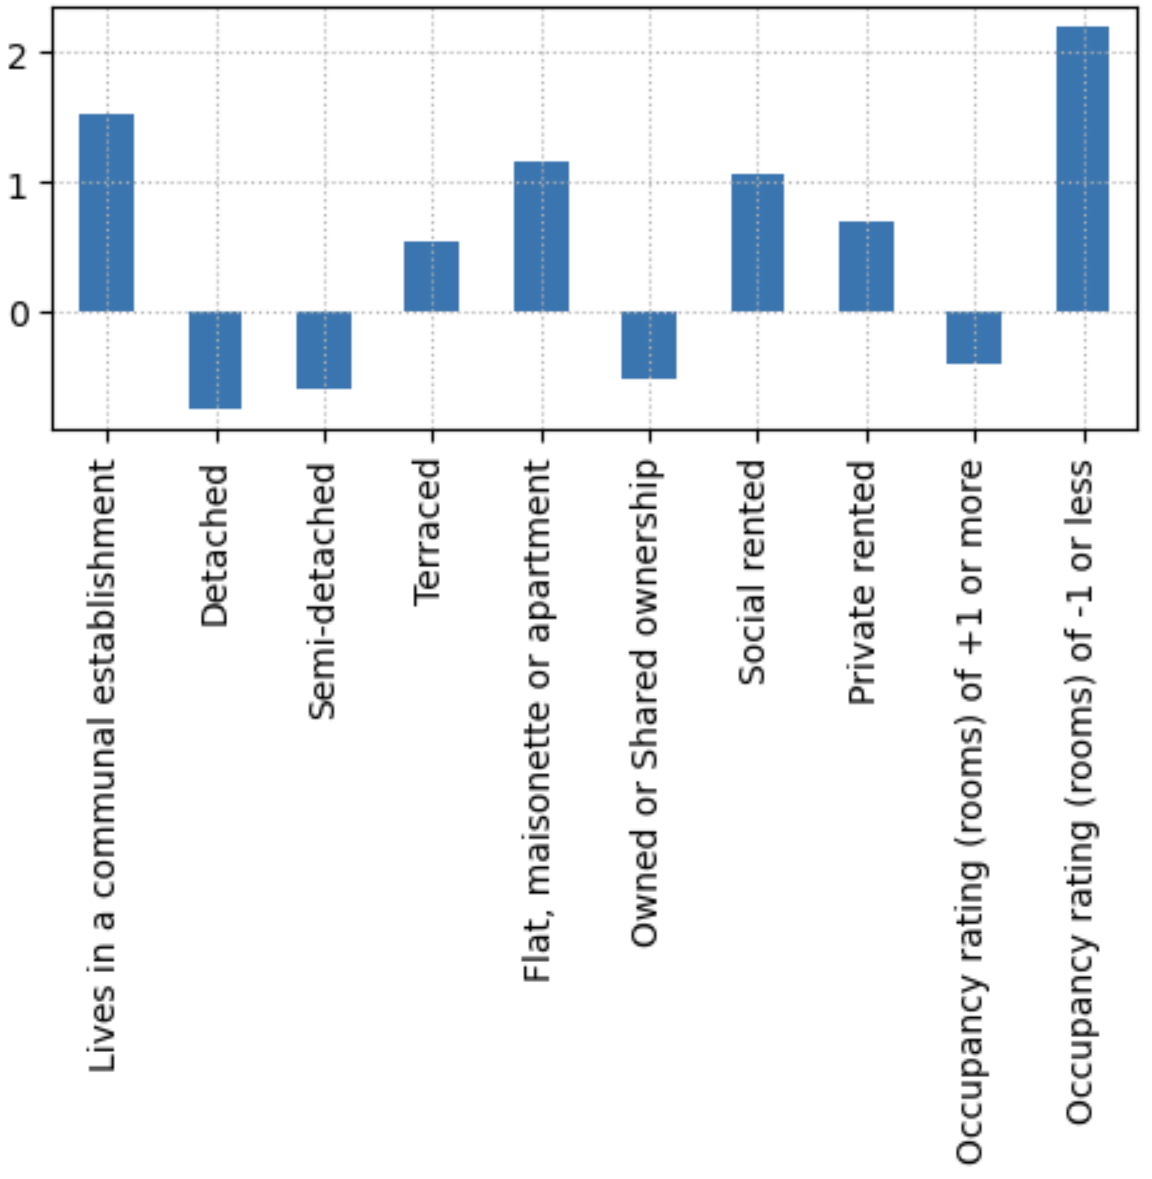 2
1
0
Lives in a communal establishment
Detached
Semi-detached
Terraced
Flat, maisonette or apartment
Owned or Shared ownership
Social rented
Private rented
Occupancy rating (rooms) of +1 or more
Occupancy rating (rooms) of -1 or less